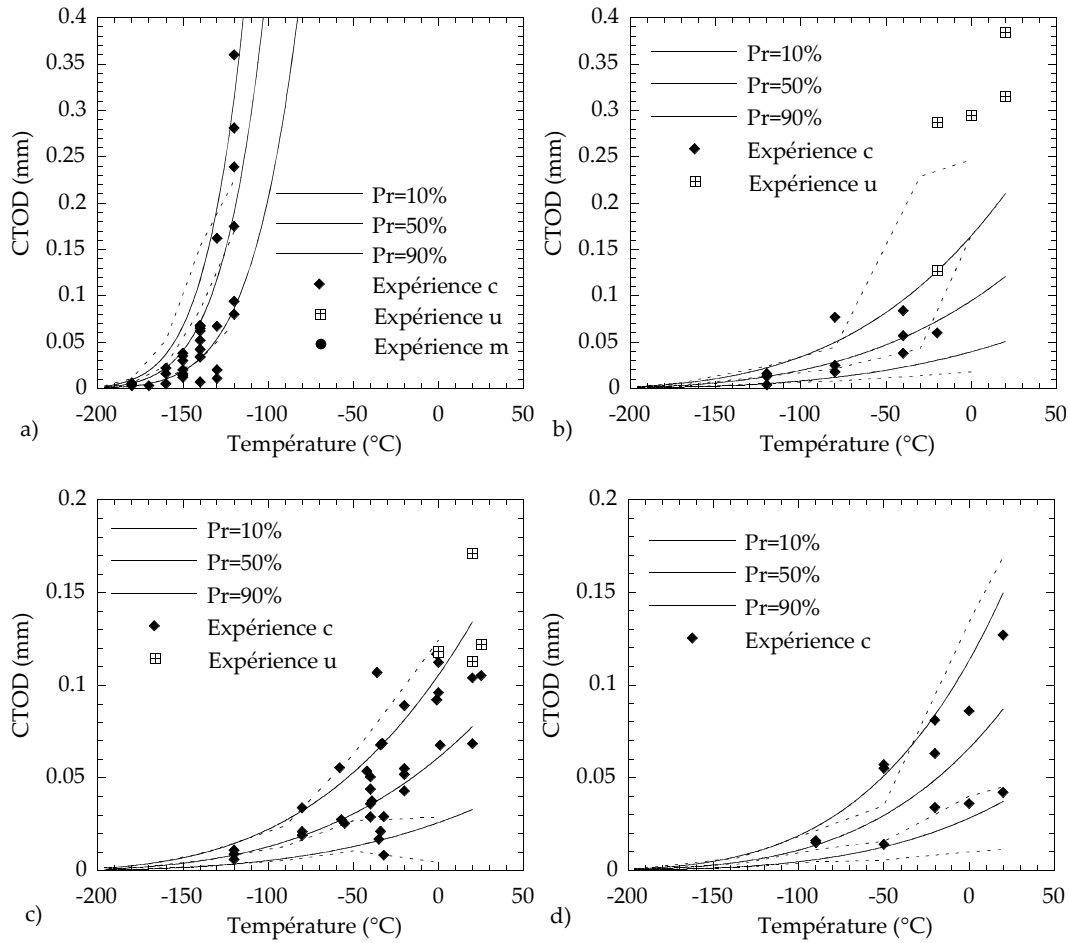 0.4
0.35
0.3
0.25
0.2
0.15
0.1
0.05
0
CTOD (mm)
Pr=10%
Pr=50%
Pr=90%
Expérience c
Expérience u
Expérience m
-200 -150 -100 -50 0 50
Température (°C)
a)
0.4
0.35
0.3
0.25
0.2
0.15
0.1
0.05
0
CTOD (mm)
Pr=10%
Pr=50%
Pr=90%
Expérience c
Expérience u
-200 -150 -100 -50 0 50
Température (°C)
b)
0.2
0.15
0.1
0.05
0
CTOD (mm)
Pr=10%
Pr=50%
Pr=90%
Expérience c
Expérience u
-200 -150 -100 -50 0 50
Température (°C)
c)
0.2
0.15
0.1
0.05
0
CTOD (mm)
Pr=10%
Pr=50%
Pr=90%
Expérience c
-200 -150 -100 -50 0 50
Température (°C)
d)